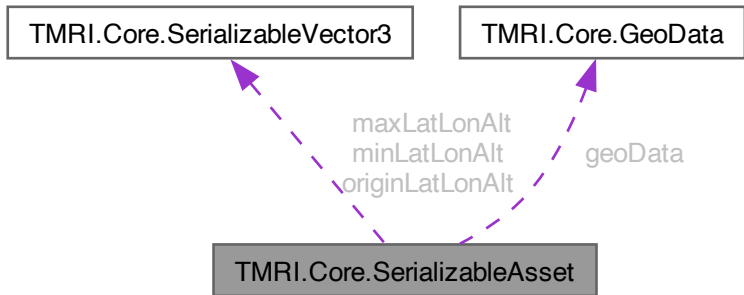 TMRI.Core.SerializableVector3
TMRI.Core.GeoData
maxLatLonAlt
minLatLonAlt
originLatLonAlt
geoData
TMRI.Core.SerializableAsset